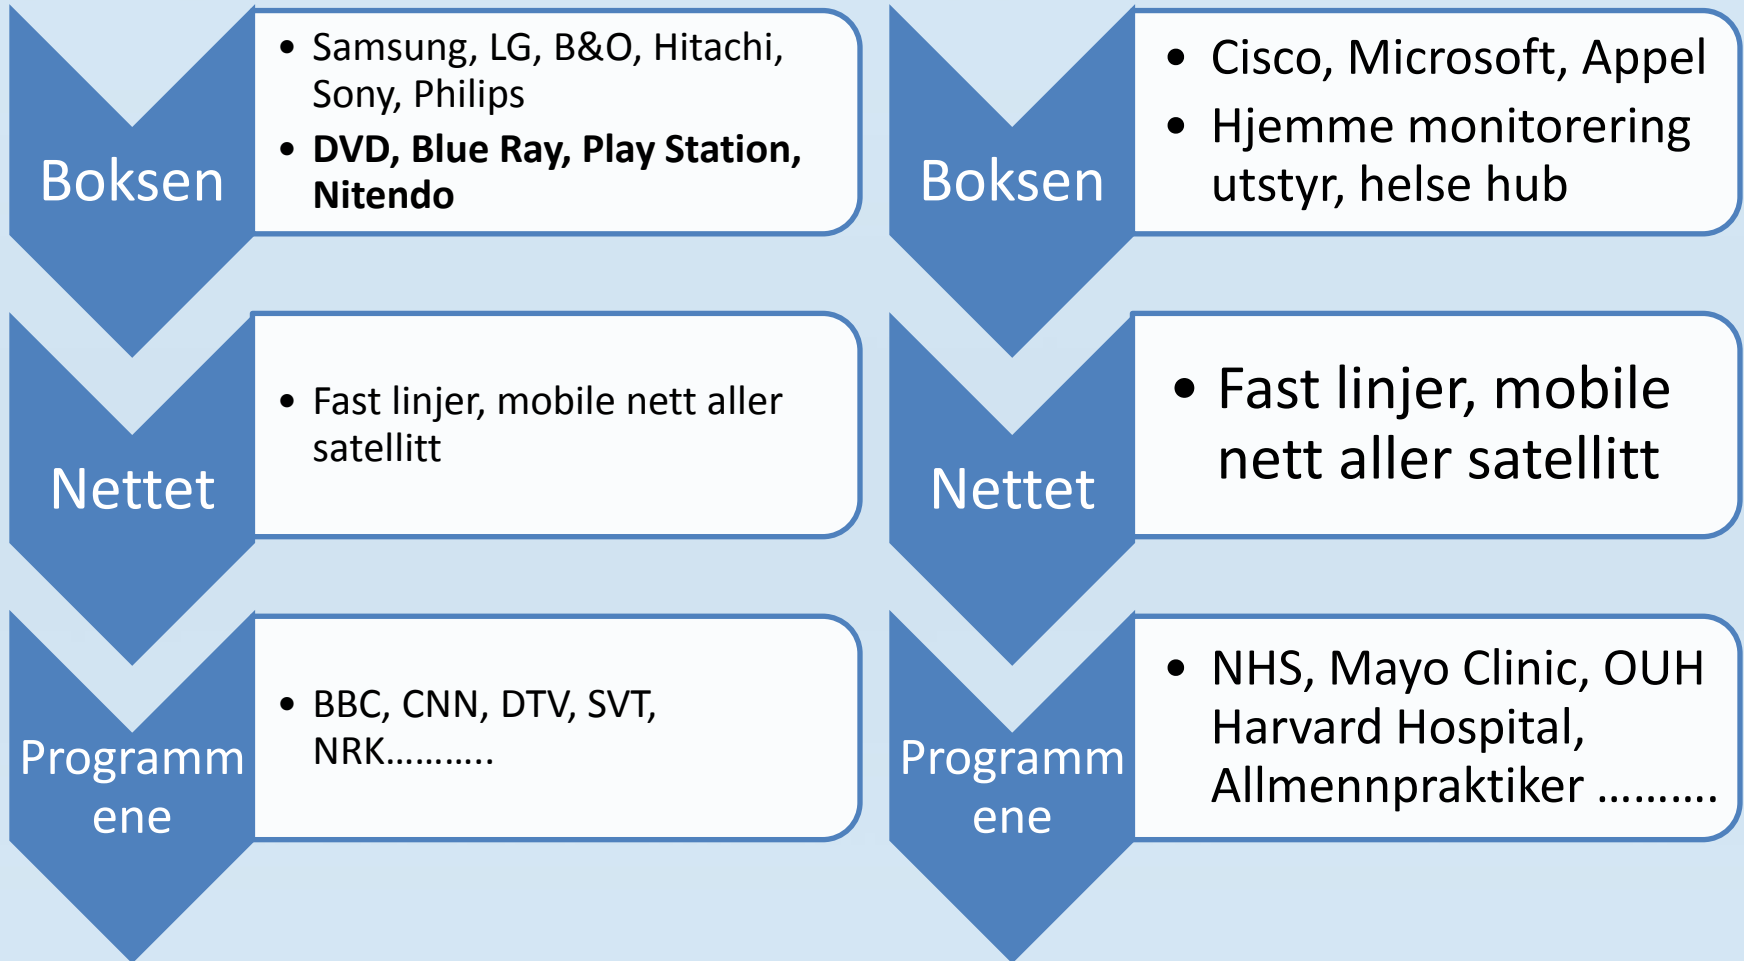 Boksen
• Samsung, LG, B&O, Hitachi,
Sony, Philips
• DVD, Blue Ray, Play Station,
Nitendo
Nettet
• Fast linjer, mobile nett aller
satellitt
Programm
ene
• BBC, CNN, DTV, SVT,
NRK...........
Boksen
• Cisco, Microsoft, Appel
• Hjemme monitorering
utstyr, helse hub
Nettet
• Fast linjer, mobile
nett aller satellitt
Programm
ene
• NHS, Mayo Clinic, OUH
Harvard Hospital,
Allmennpraktiker ..........